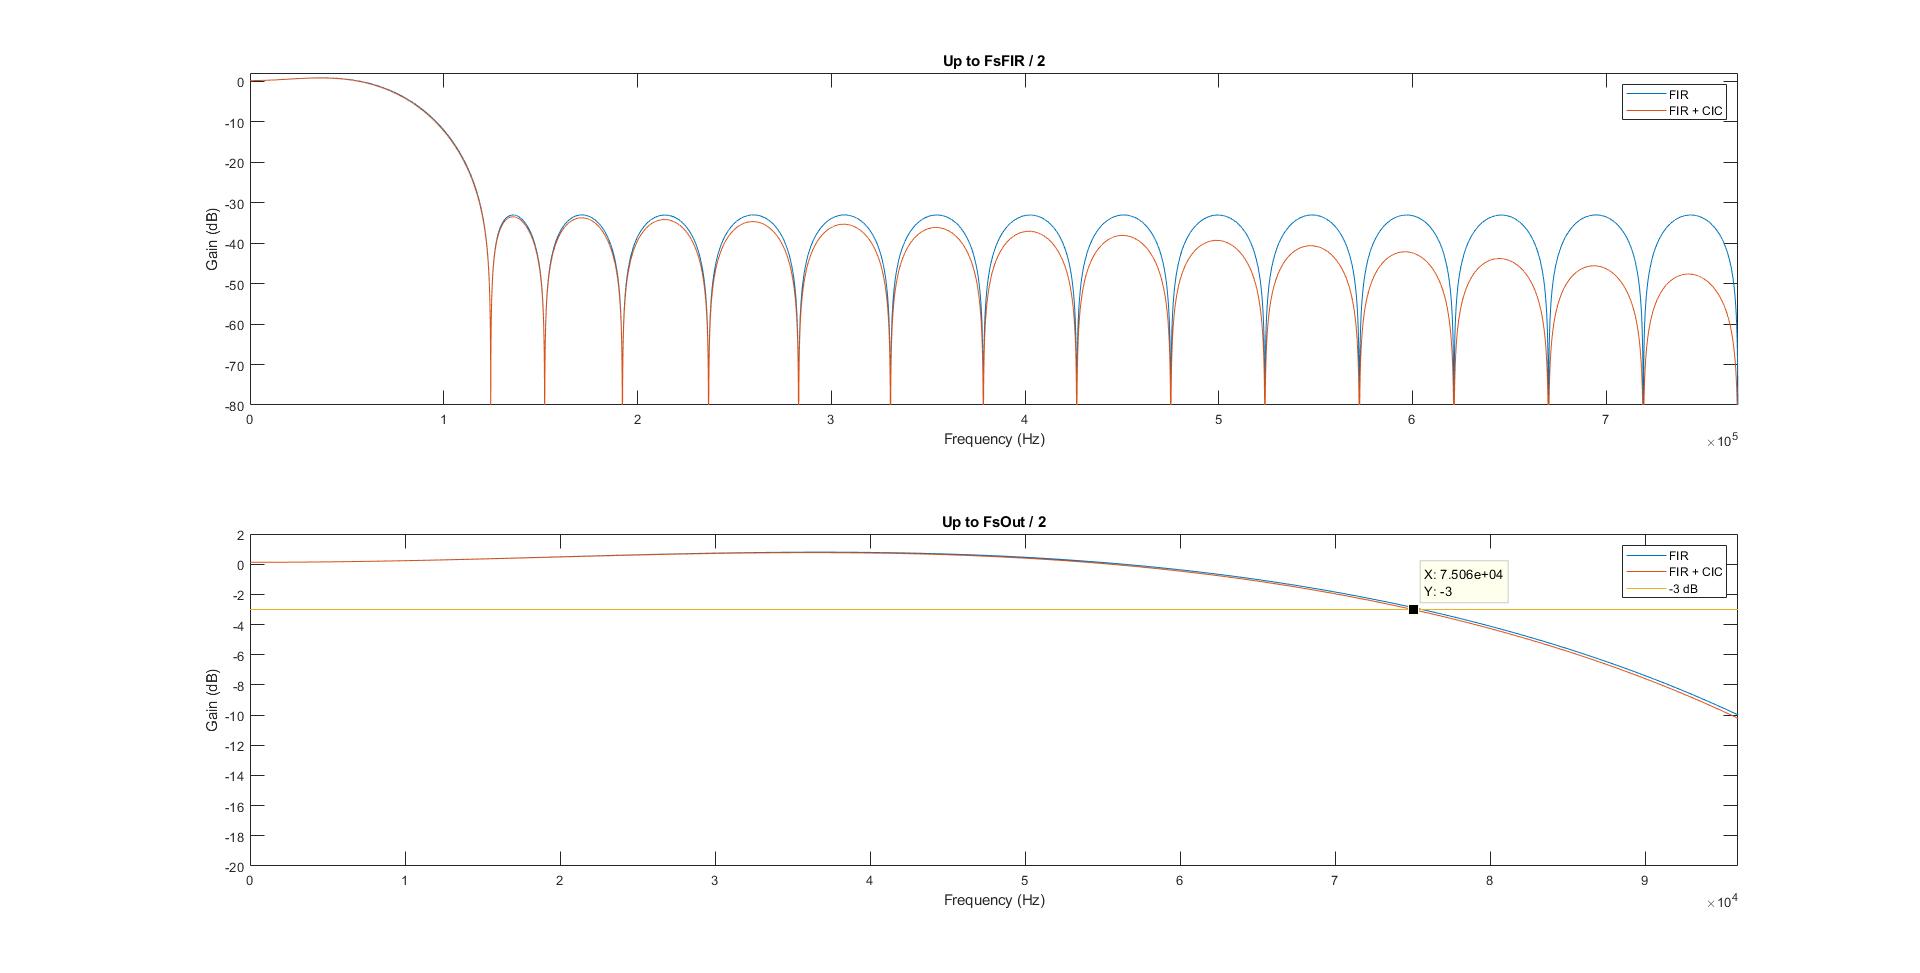 Up to FsFIR / 2
0
-10
-20
-30
-40
-50
-60
-70
-80
Gain (dB)
FIR
FIR + CIC
0 1 2 3 4 5 6 7
Frequency (Hz)
×10^5
Up to FsOut / 2
2
0
-2
-4
-6
-8
-10
-12
-14
-16
-18
-20
Gain (dB)
X: 7.506e+04
Y: -3
FIR
FIR + CIC
-3 dB
0 1 2 3 4 5 6 7 8 9
Frequency (Hz)
×10^4